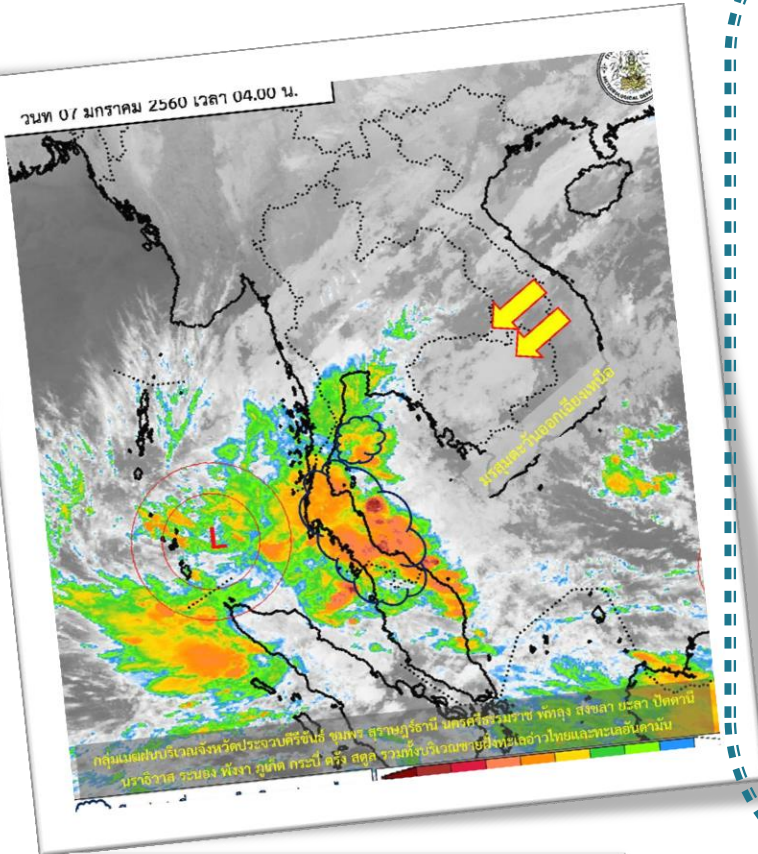 วันที่ 07 มกราคม 2560 เวลา 04.00 น.
มรสุมตะวันออกเฉียงเหนือ
L
กลุ่มเมฆฝนบริเวณจังหวัดประจวบคีรีขันธ์ ชุมพร สุราษฎร์ธานี นครศรีธรรมราช พัทลุง สงขลา ยะลา ปัตตานี
นราธิวาส ระนอง พังงา ภูเก็ต กระบี่ ตรัง สตูล รวมทั้งบริเวณชายฝั่งทะเลอ่าวไทยและทะเลอันดามัน